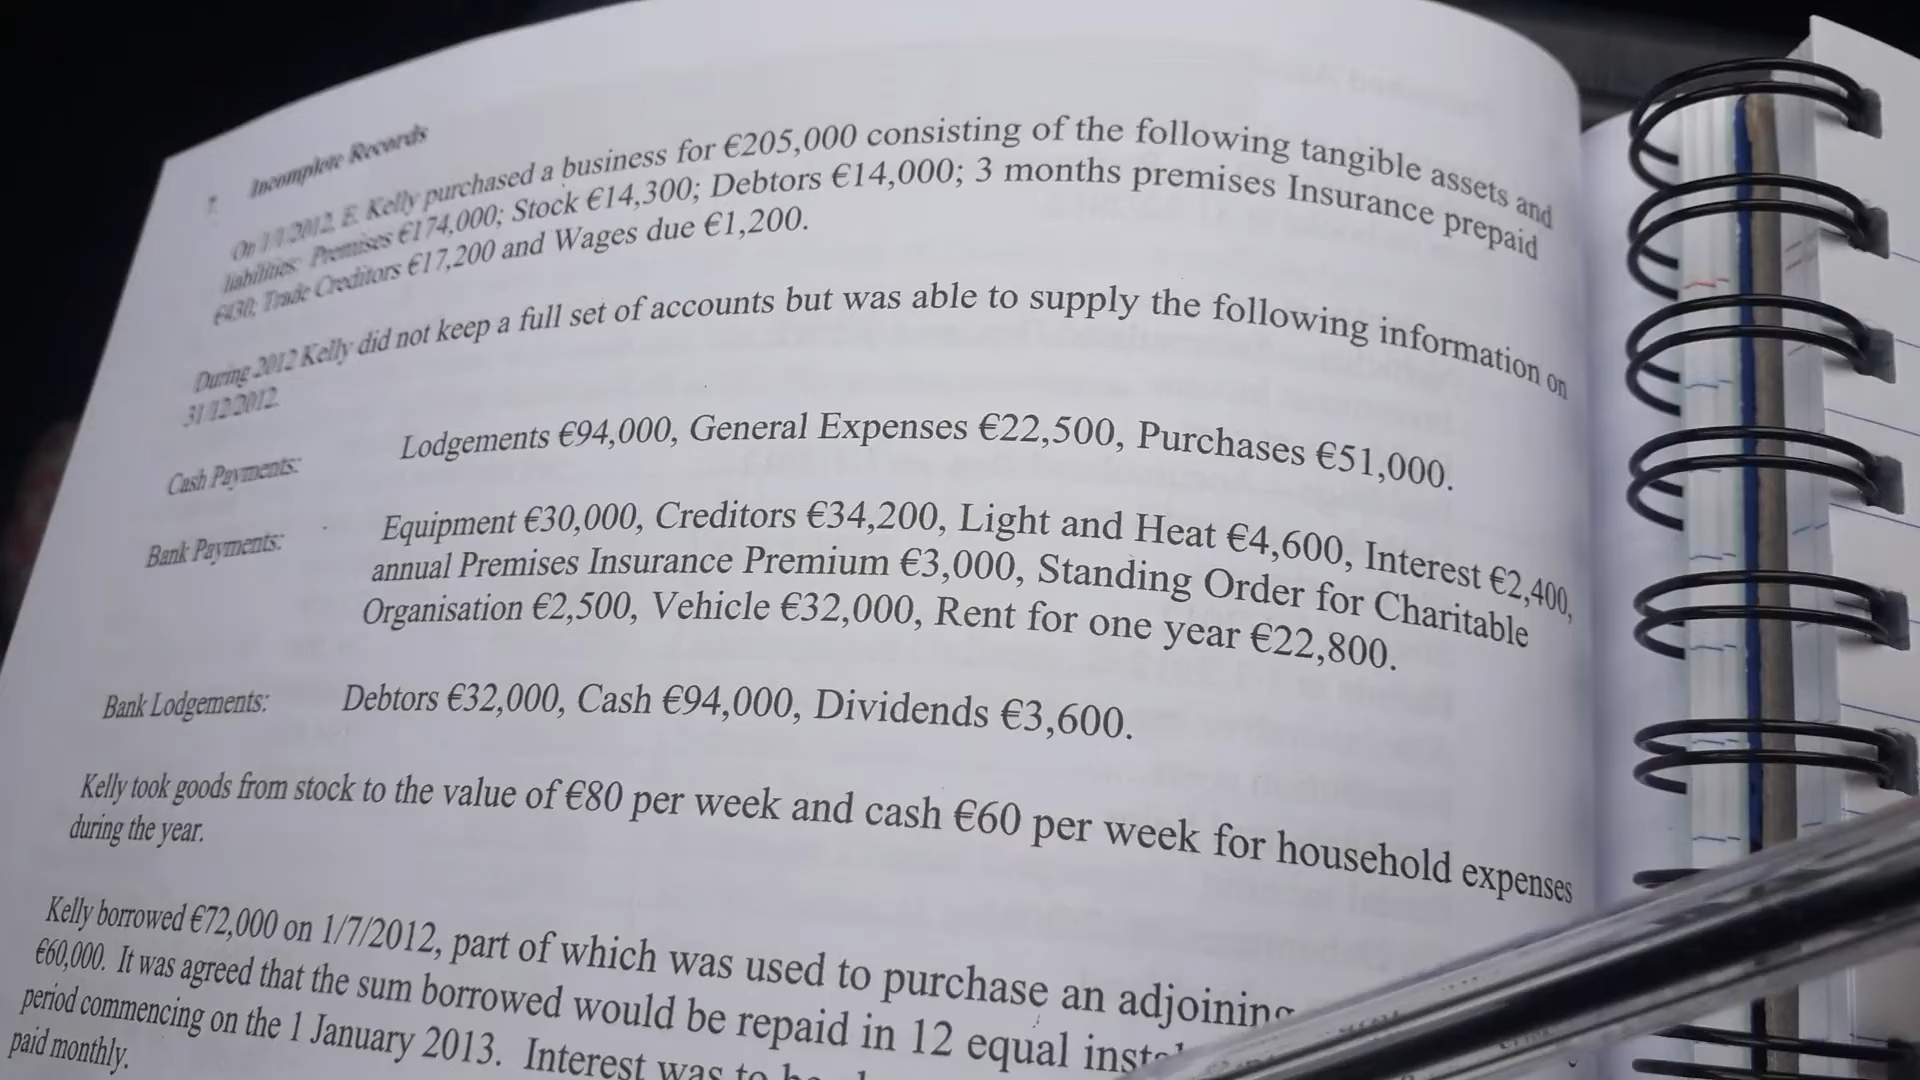 7. Incomplete Records
On 1/1/2012, E. Kelly purchased a business for €205,000 consisting of the following tangible assets and
liabilities: Premises €174,000; Stock €14,300; Debtors €14,000; 3 months premises Insurance prepaid
€430; Trade Creditors €17,200 and Wages due €1,200.
During 2012 Kelly did not keep a full set of accounts but was able to supply the following information on
31/12/2012.
Cash Payments: Lodgements €94,000, General Expenses €22,500, Purchases €51,000.
Bank Payments: Equipment €30,000, Creditors €34,200, Light and Heat €4,600, Interest €2,400,
annual Premises Insurance Premium €3,000, Standing Order for Charitable
Organisation €2,500, Vehicle €32,000, Rent for one year €22,800.
Bank Lodgements: Debtors €32,000, Cash €94,000, Dividends €3,600.
Kelly took goods from stock to the value of €80 per week and cash €60 per week for household expenses
during the year.
Kelly borrowed €72,000 on 1/7/2012, part of which was used to purchase an adjoining
€60,000. It was agreed that the sum borrowed would be repaid in 12 equal
period commencing on the 1 January 2013. Interest was to
paid monthly.